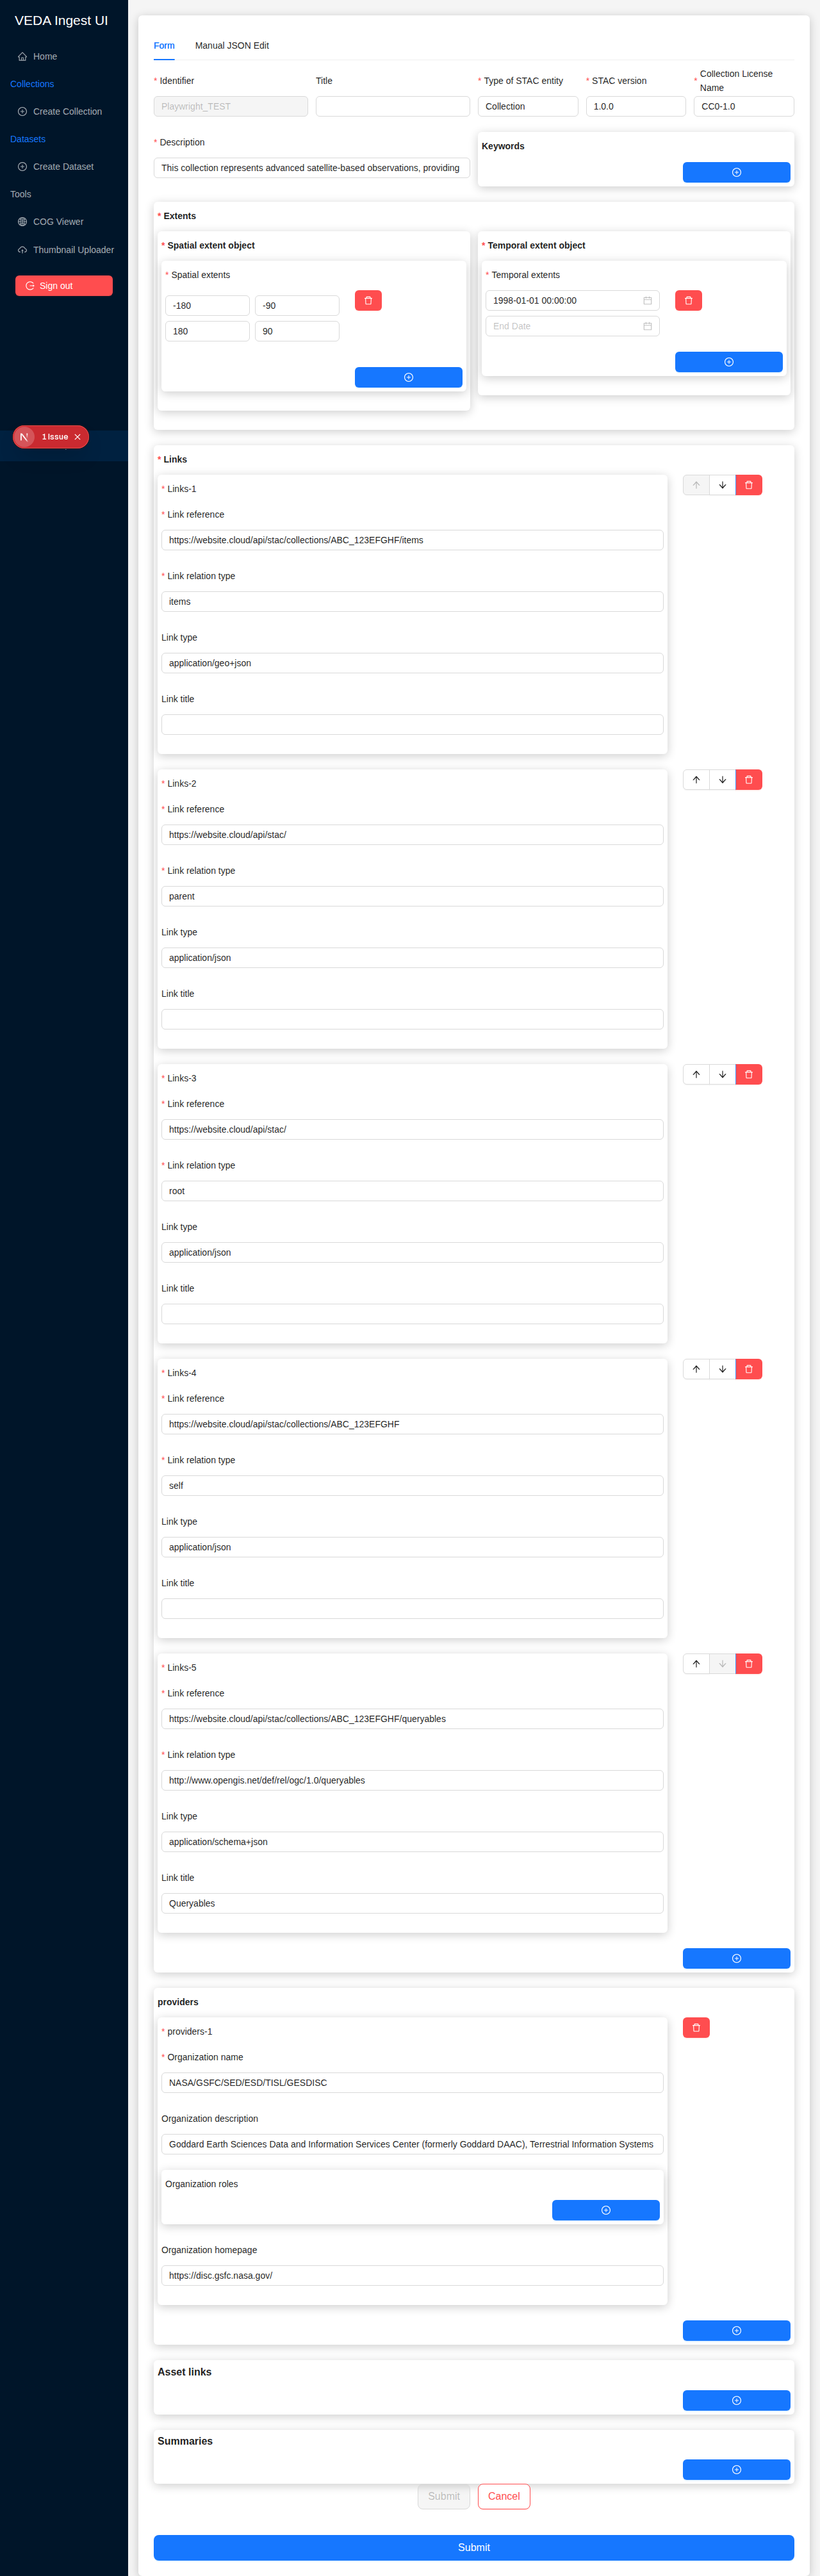 VEDA Ingest UI
Home
Collections
Create Collection
Datasets
Create Dataset
Tools
COG Viewer
Thumbnail Uploader
Sign out
1 Issue
Form
Manual JSON Edit
* Identifier
Playwright_TEST
Title
* Type of STAC entity
Collection
* STAC version
1.0.0
* Collection License
Name
CC0-1.0
* Description
This collection represents advanced satellite-based observations, providing
Keywords
* Extents
* Spatial extent object
* Spatial extents
-180
-90
180
90
* Temporal extent object
* Temporal extents
1998-01-01 00:00:00
End Date
* Links
* Links-1
* Link reference
https://website.cloud/api/stac/collections/ABC_123EFGHF/items
* Link relation type
items
Link type
application/geo+json
Link title
* Links-2
* Link reference
https://website.cloud/api/stac/
* Link relation type
parent
Link type
application/json
Link title
* Links-3
* Link reference
https://website.cloud/api/stac/
* Link relation type
root
Link type
application/json
Link title
* Links-4
* Link reference
https://website.cloud/api/stac/collections/ABC_123EFGHF
* Link relation type
self
Link type
application/json
Link title
* Links-5
* Link reference
https://website.cloud/api/stac/collections/ABC_123EFGHF/queryables
* Link relation type
http://www.opengis.net/def/rel/ogc/1.0/queryables
Link type
application/schema+json
Link title
Queryables
providers
* providers-1
* Organization name
NASA/GSFC/SED/ESD/TISL/GESDISC
Organization description
Goddard Earth Sciences Data and Information Services Center (formerly Goddard DAAC), Terrestrial Information Systems
Organization roles
Organization homepage
https://disc.gsfc.nasa.gov/
Asset links
Summaries
Submit
Cancel
Submit